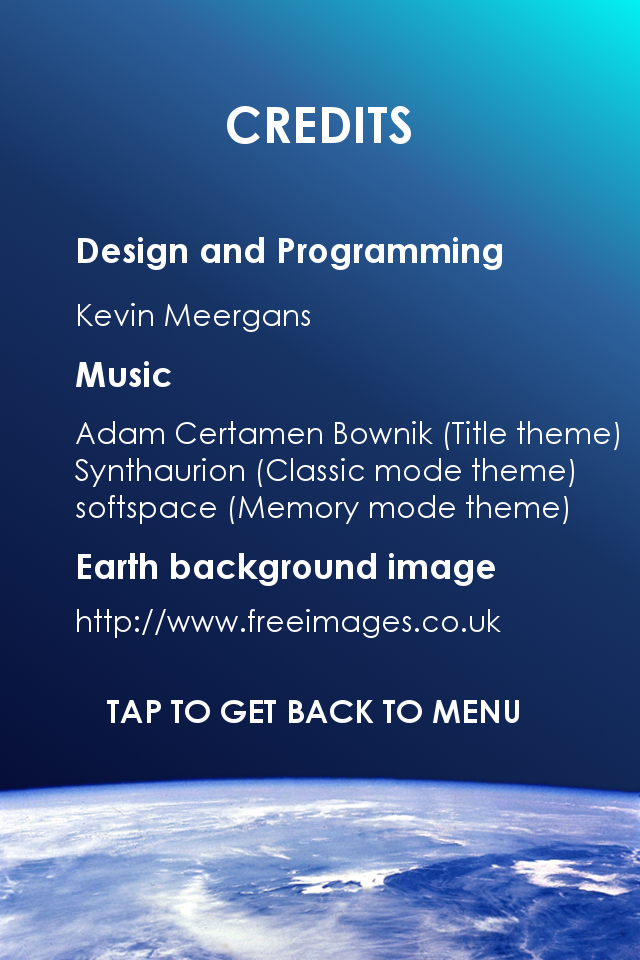 CREDITS
Design and Programming
Kevin Meergans
Music
Adam Certamen Bownik (Title theme)
Synthaurion (Classic mode theme)
softspace (Memory mode theme)
Earth background image
http://www.freeimages.co.uk
TAP TO GET BACK TO MENU